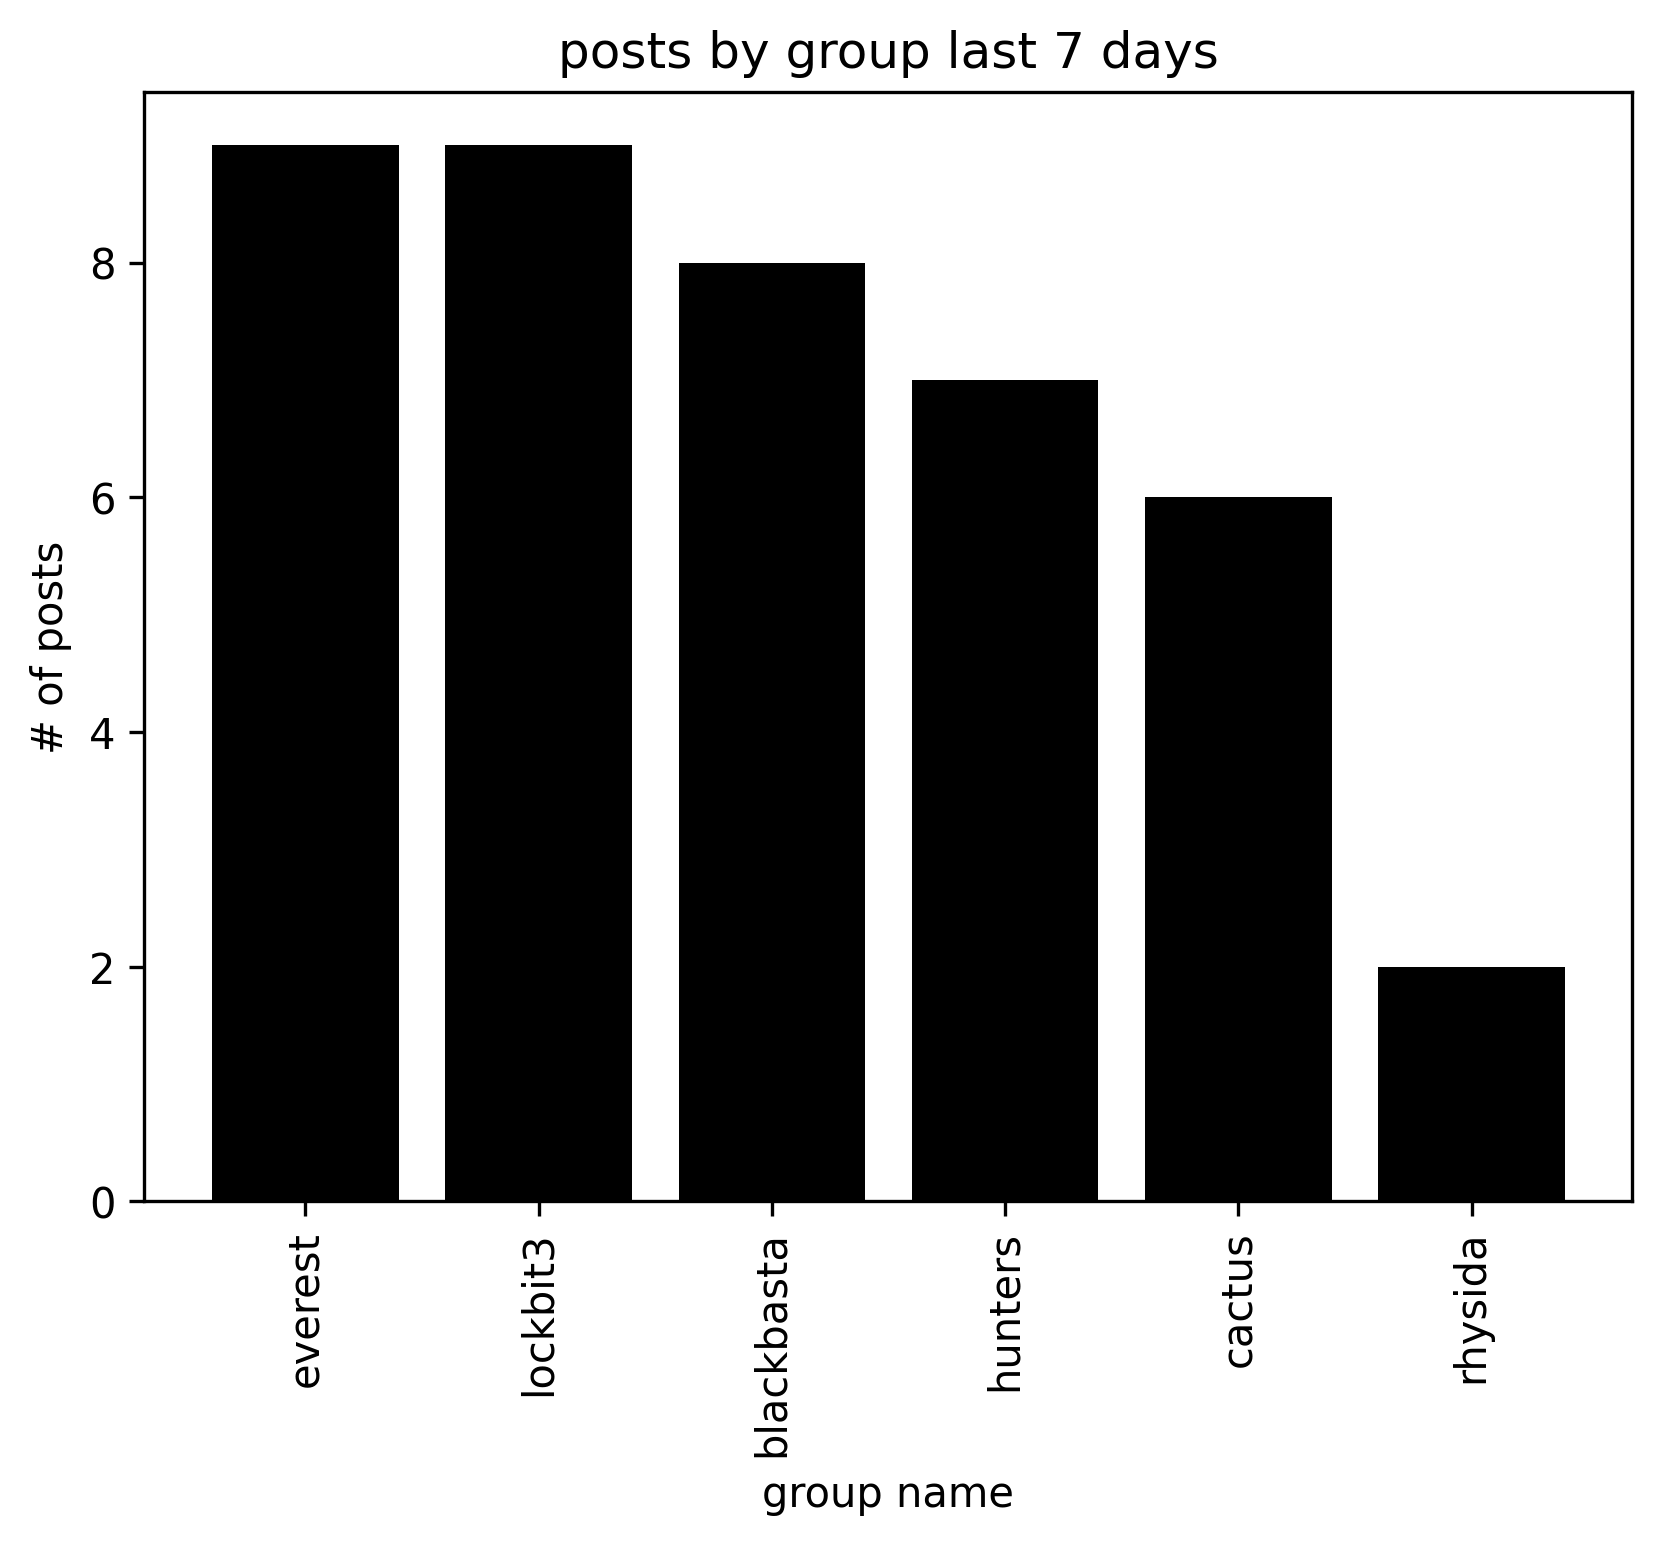 posts by group last 7 days
# of posts
8
6
4
2
0
everest
lockbit3
blackbasta
hunters
cactus
rhysida
group name